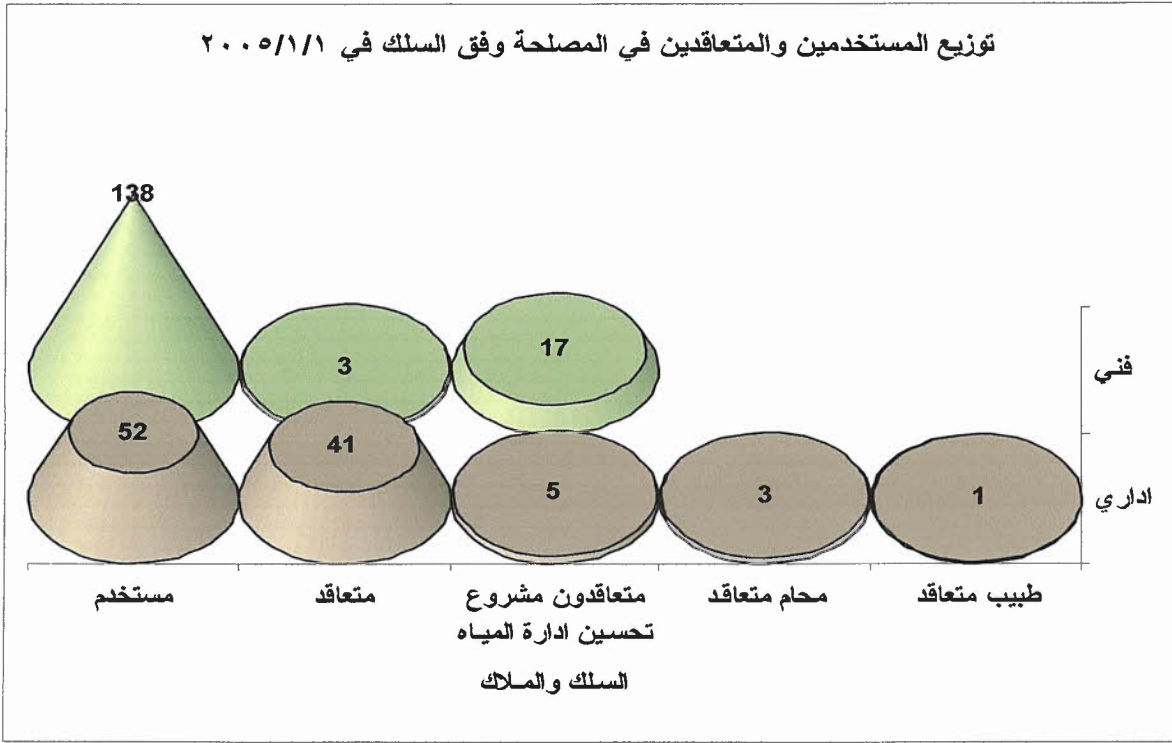 توزيع المستخدمين والمتعاقدين في المصلحة وفق السلك في ٢٠٠٥/١/١
138
3
17
فني
52
41
5
3
1
اداري
مستخدم
متعاقد
متعاقدون مشروع
تحسين ادارة المياه
محام متعاقد
طبيب متعاقد
السلك والملاك